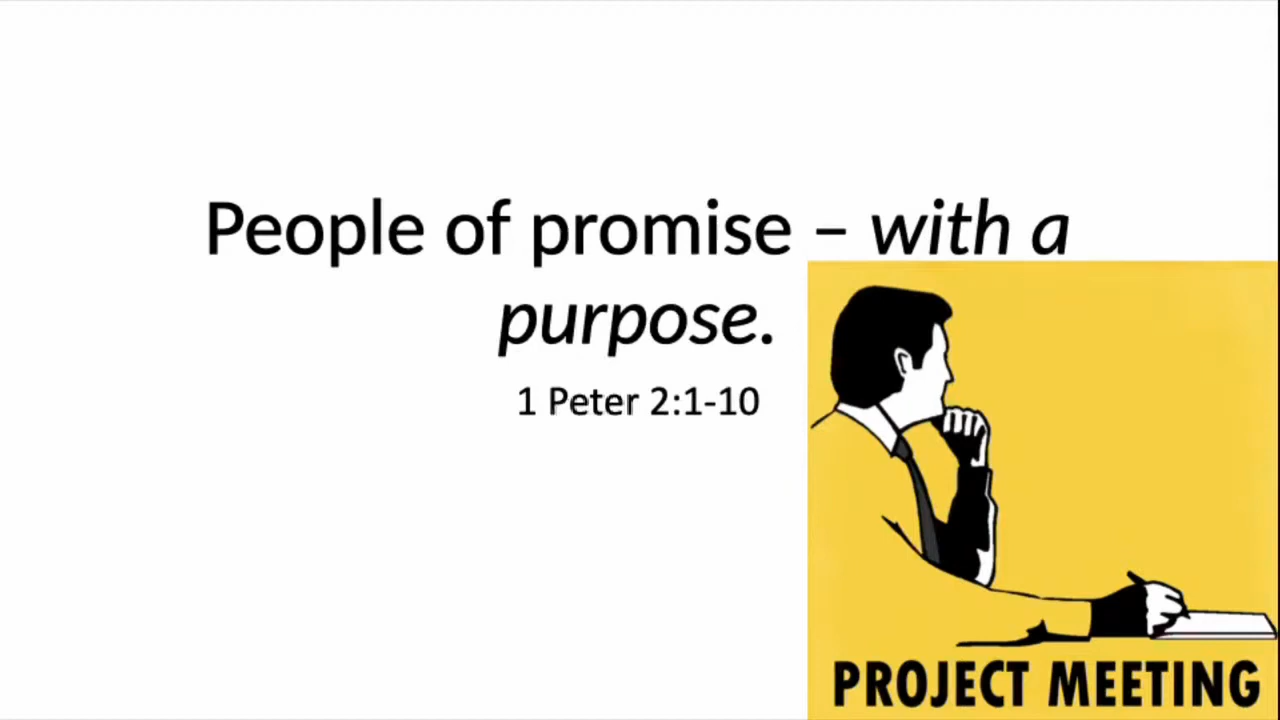 People of promise – with a
purpose.
1 Peter 2:1-10
PROJECT MEETING